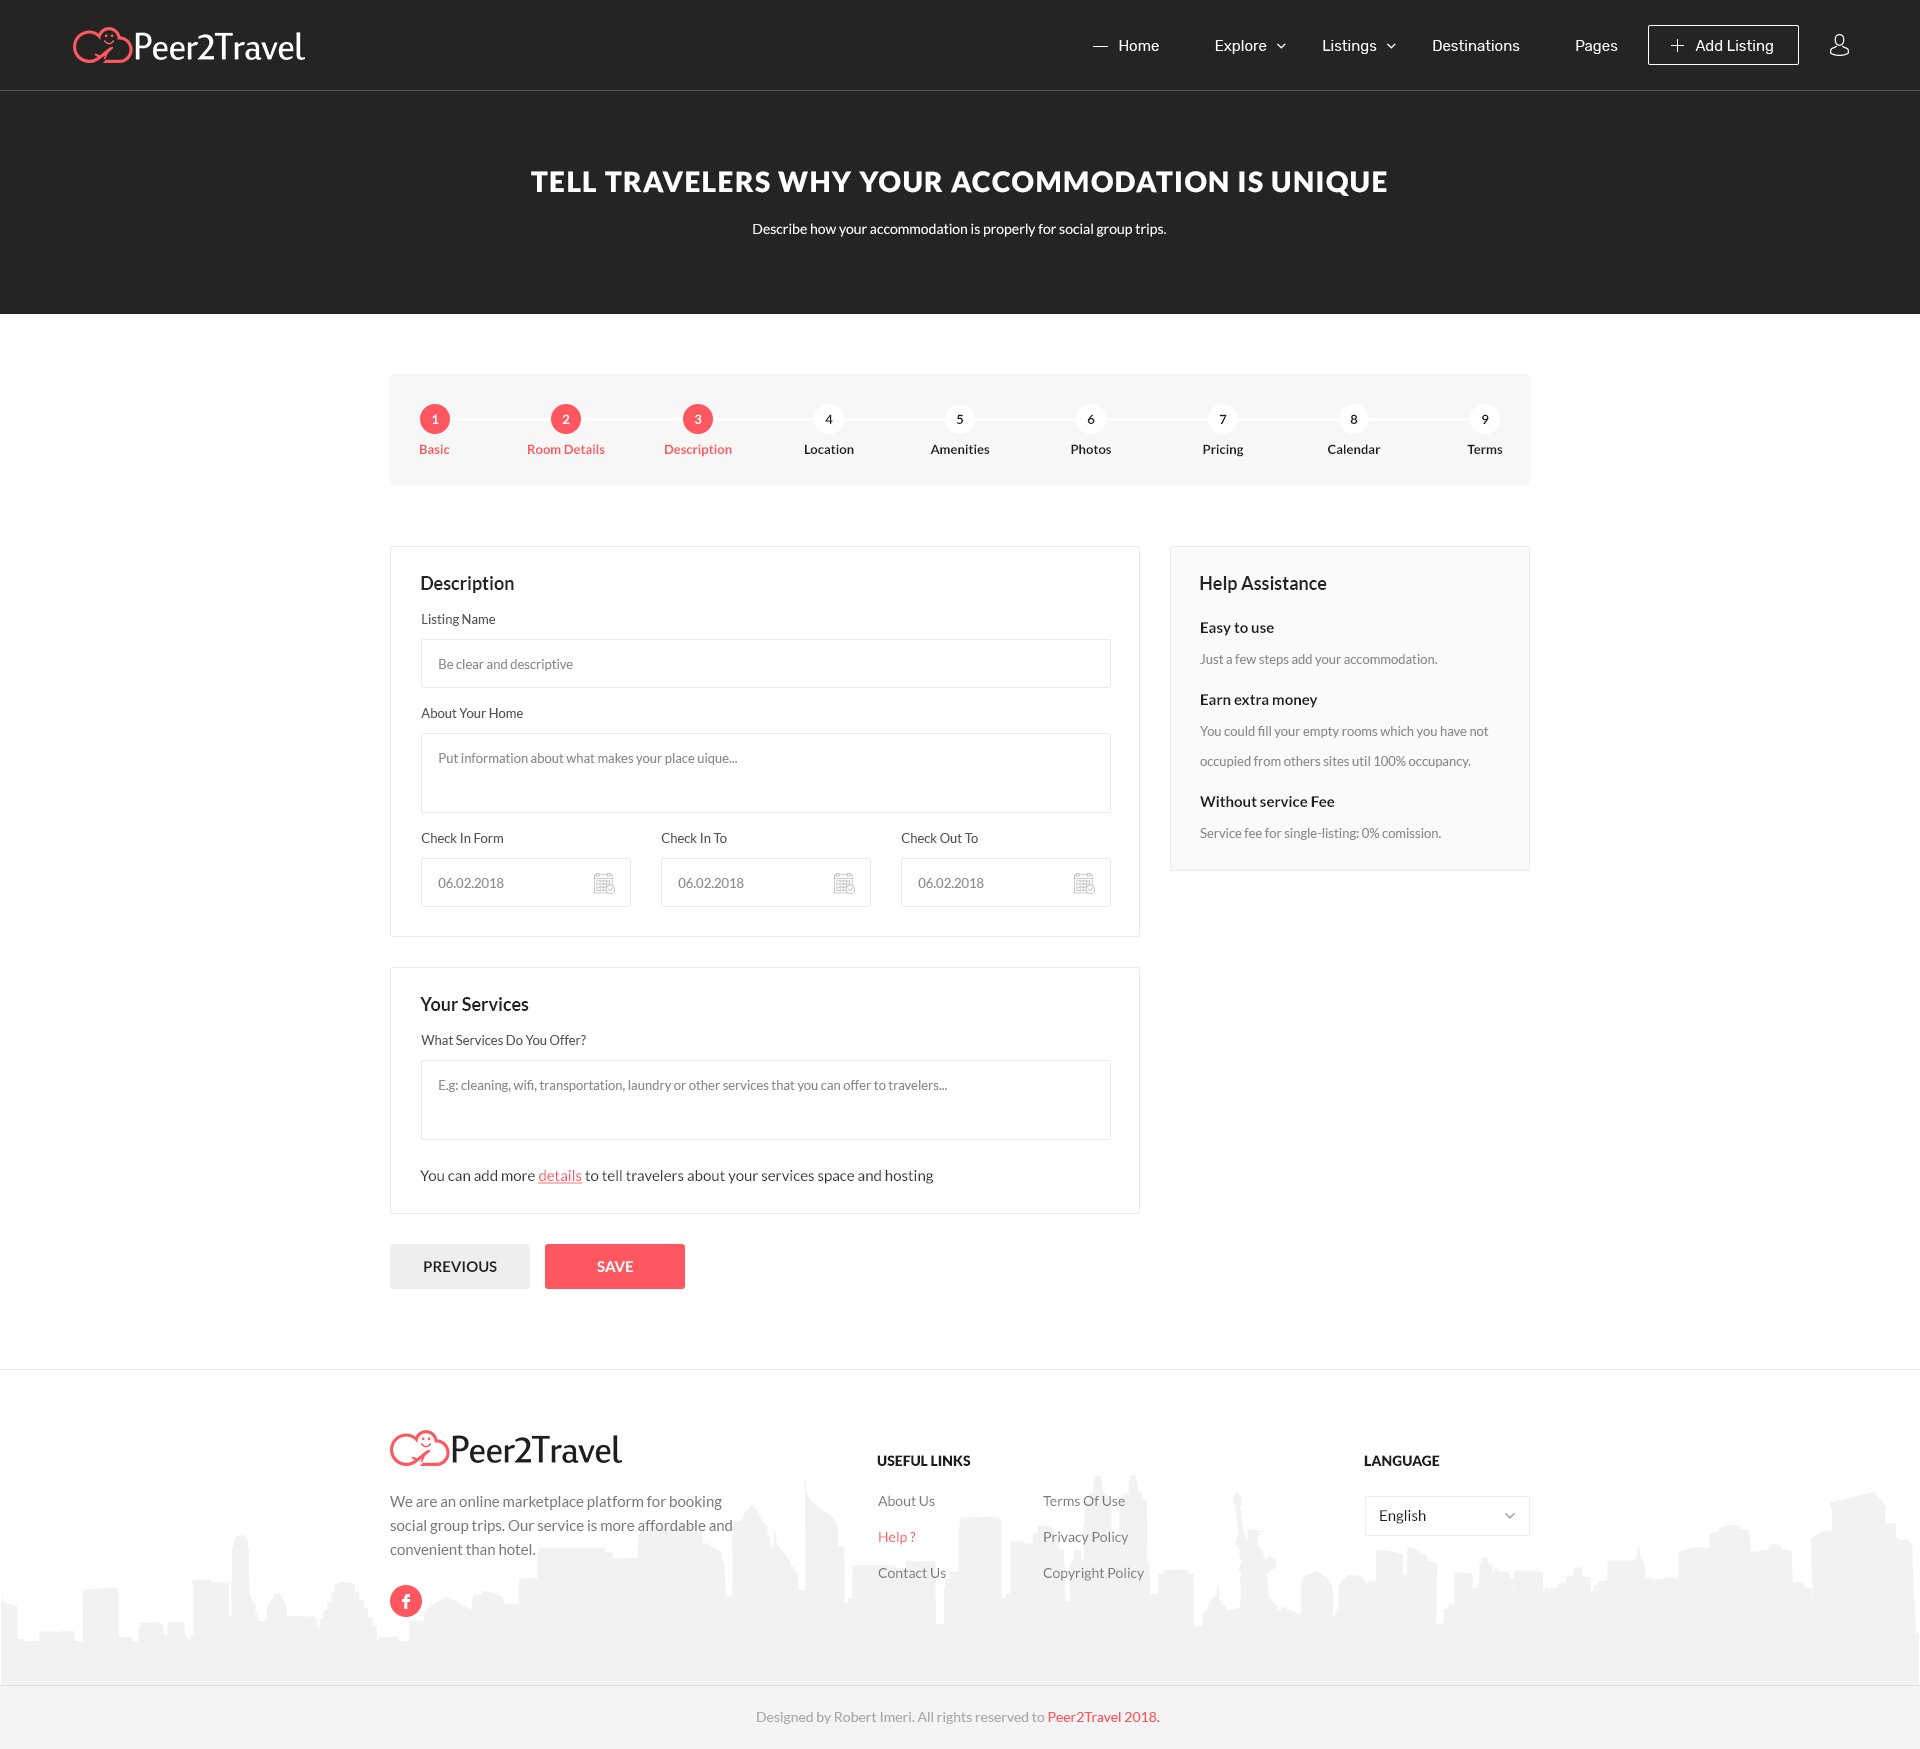 Peer2Travel
Home Explore Listings Destinations Pages Add Listing
TELL TRAVELERS WHY YOUR ACCOMMODATION IS UNIQUE
Describe how your accommodation is properly for social group trips.
1 2 3 4 5 6 7 8 9
Basic Room Details Description Location Amenities Photos Pricing Calendar Terms
Description
Listing Name
Be clear and descriptive
About Your Home
Put information about what makes your place uique...
Check In Form Check In To Check Out To
06.02.2018 06.02.2018 06.02.2018
Help Assistance
Easy to use
Just a few steps add your accommodation.
Earn extra money
You could fill your empty rooms which you have not
occupied from others sites util 100% occupancy.
Without service Fee
Service fee for single-listing: 0% comission.
Your Services
What Services Do You Offer?
E.g: cleaning, wifi, transportation, laundry or other services that you can offer to travelers...
You can add more details to tell travelers about your services space and hosting
PREVIOUS SAVE
Peer2Travel
We are an online marketplace platform for booking
social group trips. Our service is more affordable and
convenient than hotel.
f
USEFUL LINKS
About Us Terms Of Use
Help ? Privacy Policy
Contact Us Copyright Policy
LANGUAGE
English
Designed by Robert Imeri. All rights reserved to Peer2Travel 2018.